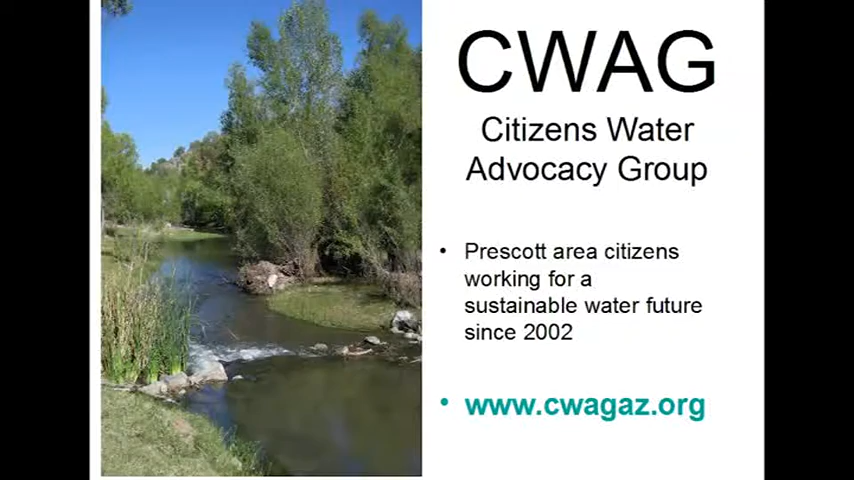 CWAG
Citizens Water
Advocacy Group
• Prescott area citizens
working for a
sustainable water future
since 2002
• www.cwagaz.org